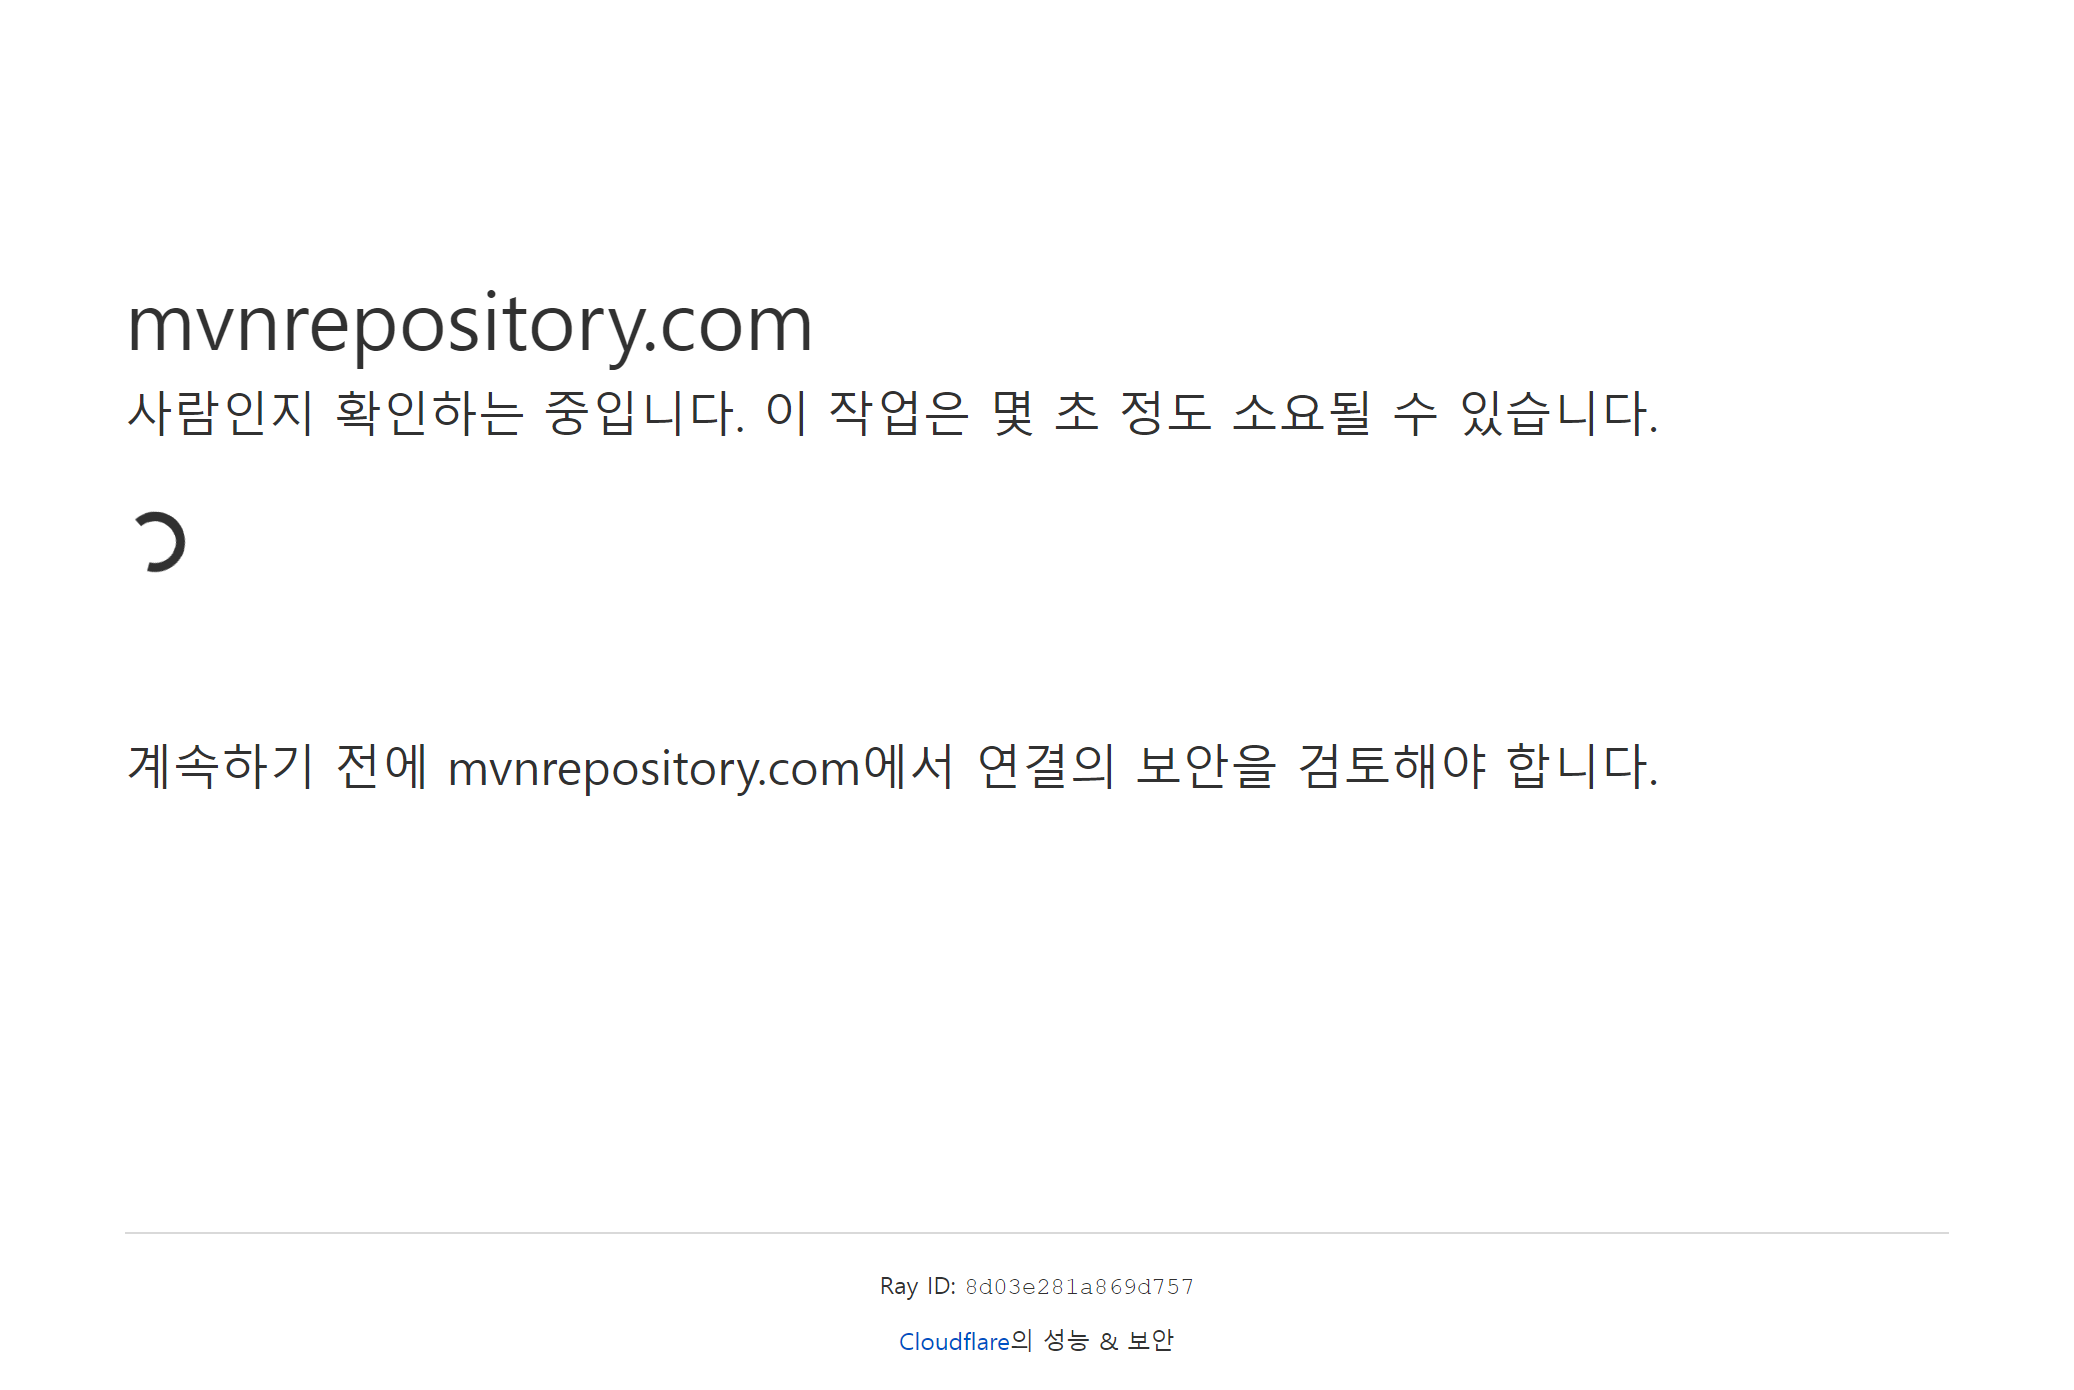 mvnrepository.com
사람인지 확인하는 중입니다. 이 작업은 몇 초 정도 소요될 수 있습니다.
계속하기 전에 mvnrepository.com에서 연결의 보안을 검토해야 합니다.
Ray ID: 8d03e281a869d757
Cloudflare의 성능 & 보안